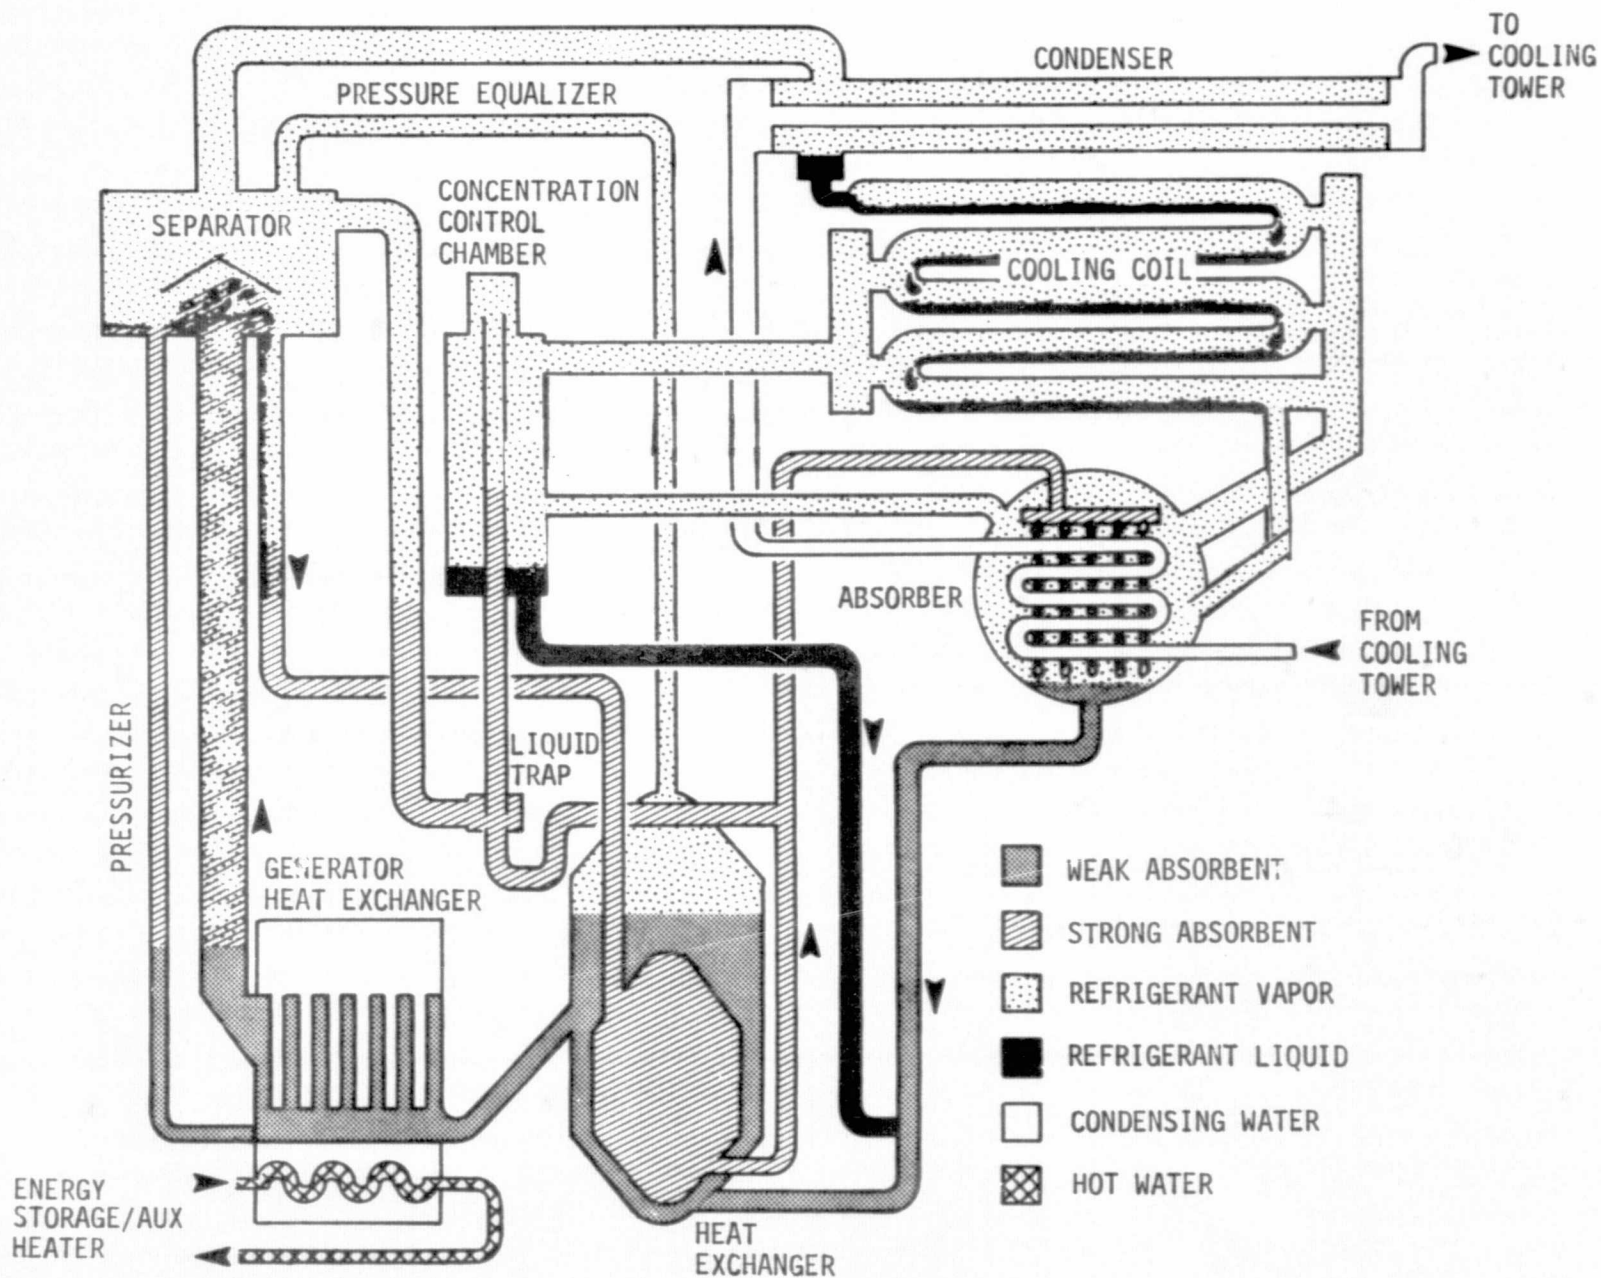 TO
COOLING
TOWER
CONDENSER
PRESSURE EQUALIZER
CONCENTRATION
CONTROL
CHAMBER
SEPARATOR
COOLING COIL
ABSORBER
FROM
COOLING
TOWER
PRESSURIZER
LIQUID
TRAP
GENERATOR
HEAT EXCHANGER
WEAK ABSORBENT
STRONG ABSORBENT
REFRIGERANT VAPOR
REFRIGERANT LIQUID
CONDENSING WATER
HOT WATER
ENERGY
STORAGE/AUX
HEATER
HEAT
EXCHANGER